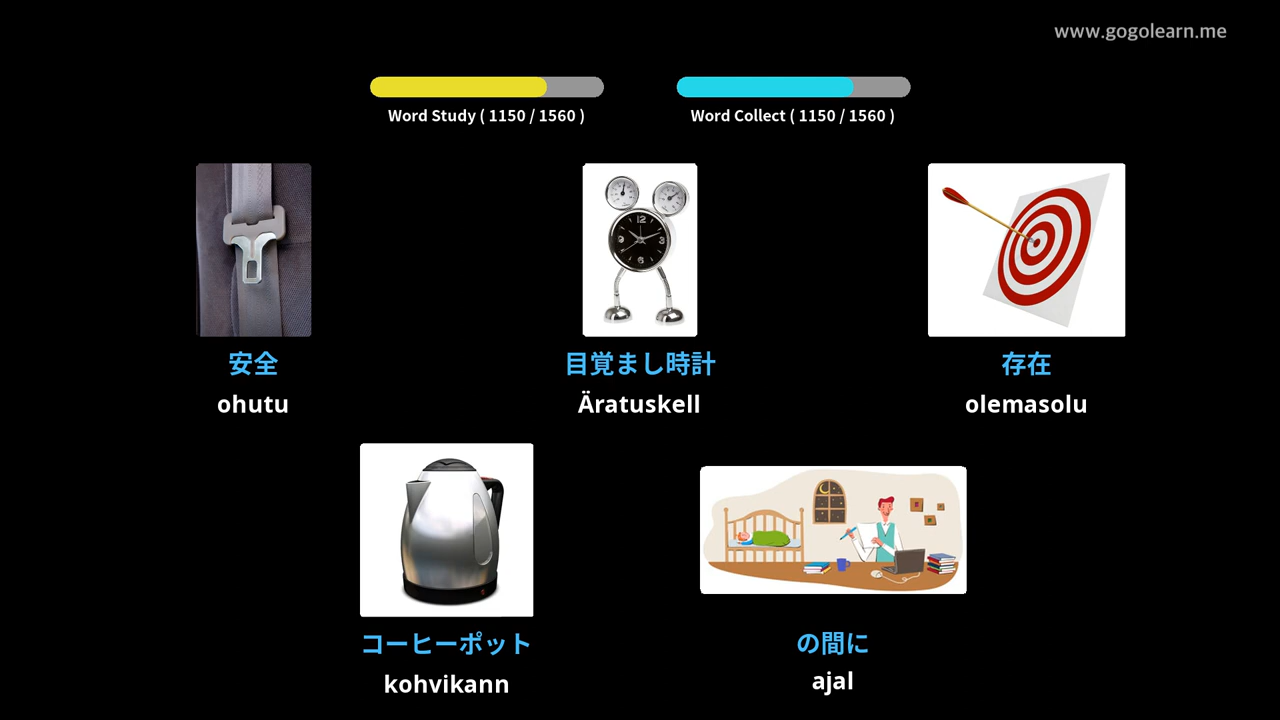 www.gogolearn.me
Word Study ( 1150 / 1560 )
Word Collect ( 1150 / 1560 )
安全
ohutu
目覚まし時計
Äratuskell
存在
olemasolu
コーヒーポット
kohvikann
の間に
ajal